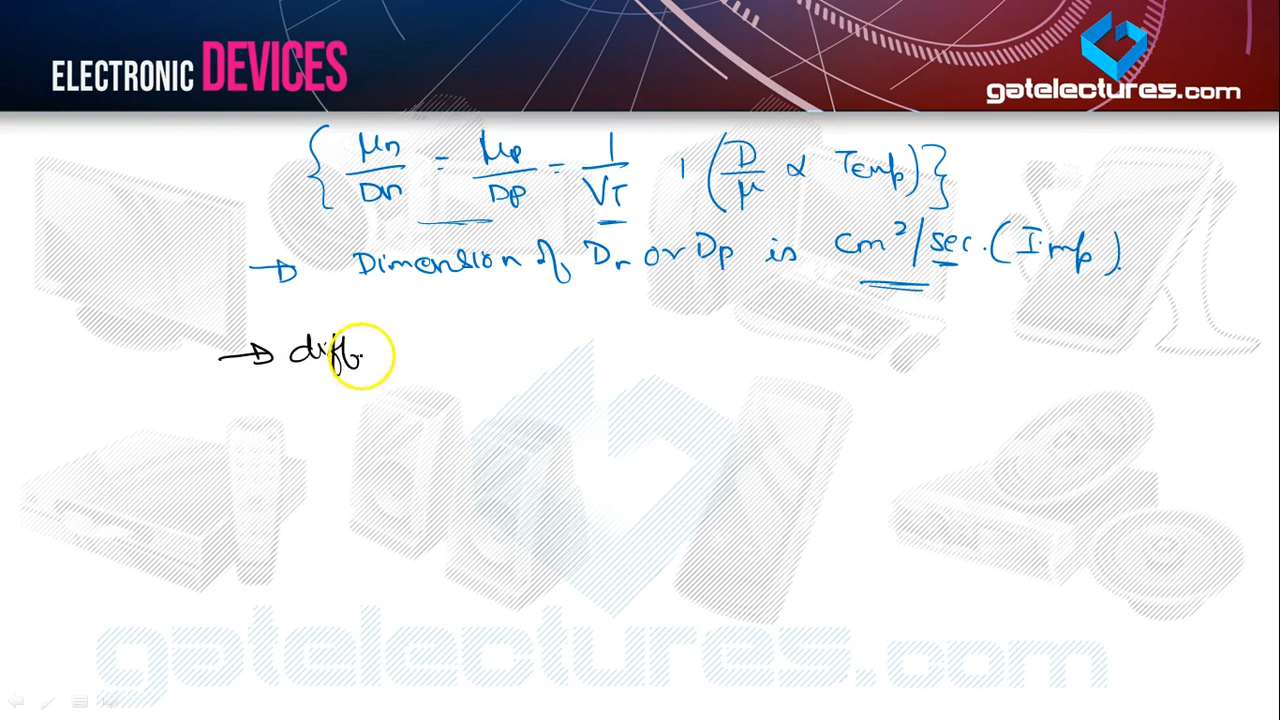 ELECTRONIC DEVICES
gatelectures.com
{ μn/Dn = μp/Dp = 1/VT , ( D/μ ∝ Temp ) }
→ Dimension of Dn or Dp is cm²/sec. (Imp).
→ diff
gatelectures.com